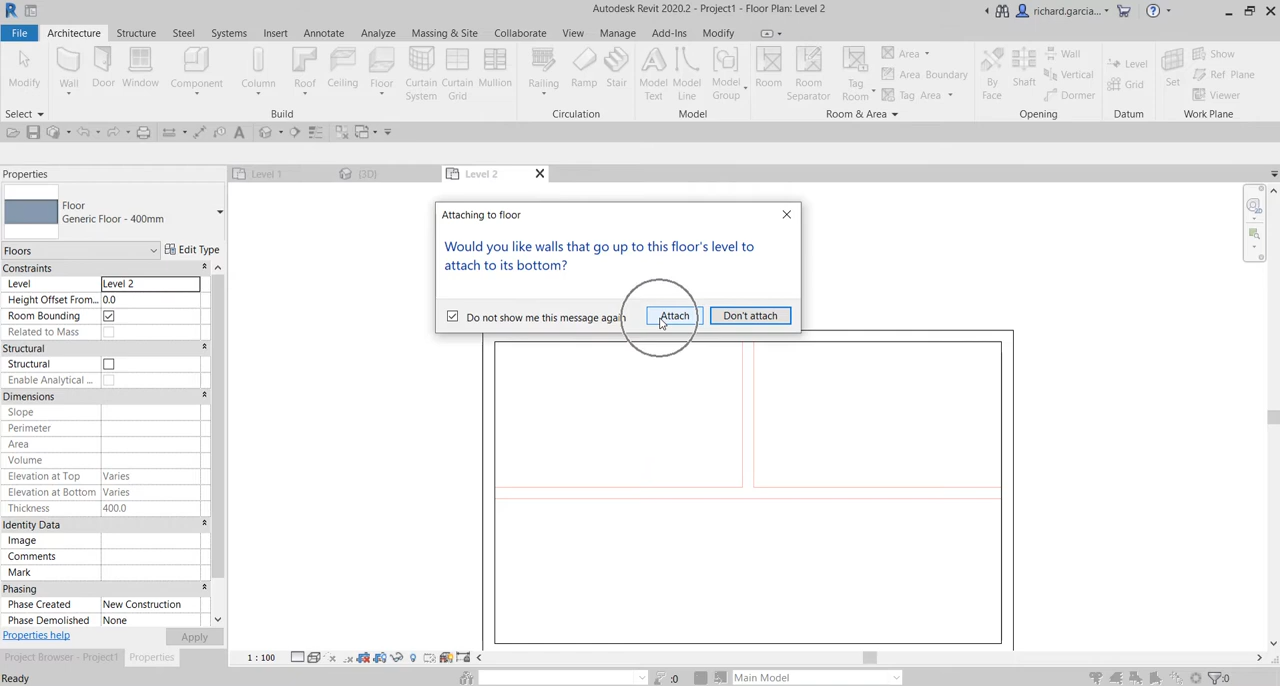 Autodesk Revit 2020.2 - Project1 - Floor Plan: Level 2
richard.garcia...
File Architecture Structure Steel Systems Insert Annotate Analyze Massing & Site Collaborate View Manage Add-Ins Modify
Modify Wall Door Window Component Column Roof Ceiling Floor Curtain System Curtain Grid Mullion Railing Ramp Stair Model Text Model Line Model Group Room Room Separator Tag Room Area Area Boundary Tag Area By Face Shaft Wall Vertical Dormer Level Grid Set Show Ref Plane Viewer
Select Build Circulation Model Room & Area Opening Datum Work Plane
Properties
Level 1 (3D) Level 2
Floor
Generic Floor - 400mm
Floors Edit Type
Constraints
Level Level 2
Height Offset From... 0.0
Room Bounding
Related to Mass
Structural
Structural
Enable Analytical ...
Dimensions
Slope
Perimeter
Area
Volume
Elevation at Top Varies
Elevation at Bottom Varies
Thickness 400.0
Identity Data
Image
Comments
Mark
Phasing
Phase Created New Construction
Phase Demolished None
Properties help Apply
Project Browser - Project1 Properties
Attaching to floor
Would you like walls that go up to this floor's level to
attach to its bottom?
Do not show me this message again Attach Don't attach
1 : 100
Ready :0 Main Model :0